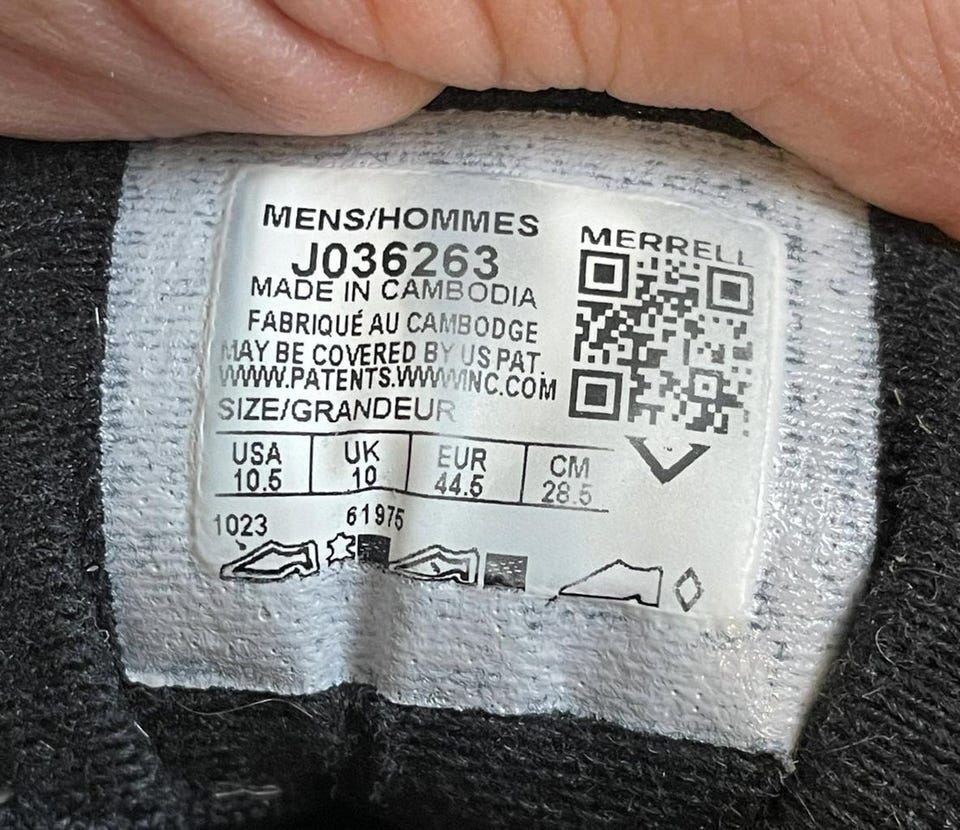 MENS/HOMMES
J036263
MADE IN CAMBODIA
FABRIQUÉ AU CAMBODGE
MAY BE COVERED BY US PAT.
WWW.PATENTS.WWWINC.COM
SIZE/GRANDEUR
USA UK EUR CM
10.5 10 44.5 28.5
1023 61975
MERRELL